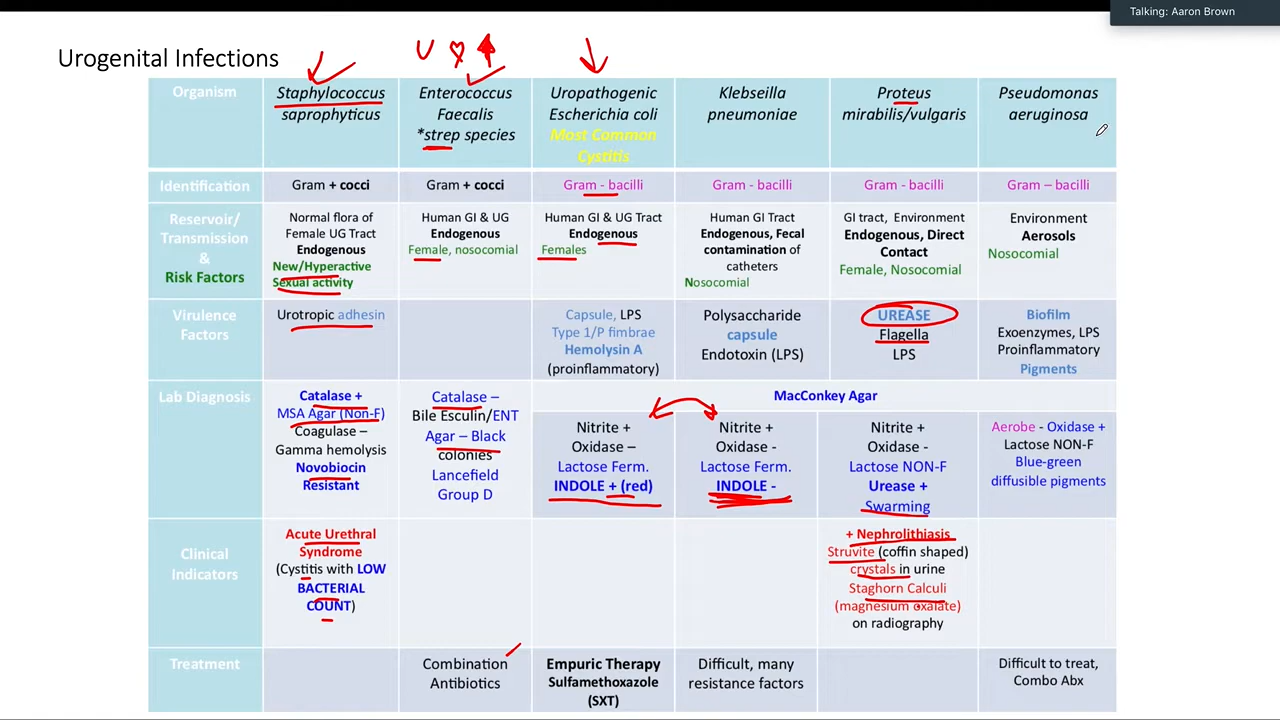 Talking: Aaron Brown
Urogenital Infections
Organism
Staphylococcus
saprophyticus
Enterococcus
Faecalis
*strep species
Uropathogenic
Escherichia coli
Most Common
Cystitis
Klebseilla
pneumoniae
Proteus
mirabilis/vulgaris
Pseudomonas
aeruginosa
Identification
Gram + cocci
Gram + cocci
Gram - bacilli
Gram - bacilli
Gram - bacilli
Gram – bacilli
Reservoir/
Transmission
&
Risk Factors
Normal flora of
Female UG Tract
Endogenous
New/Hyperactive
Sexual activity
Human GI & UG
Endogenous
Female, nosocomial
Human GI & UG Tract
Endogenous
Females
Human GI Tract
Endogenous, Fecal
contamination of
catheters
Nosocomial
GI tract, Environment
Endogenous, Direct
Contact
Female, Nosocomial
Environment
Aerosols
Nosocomial
Virulence
Factors
Urotropic adhesin
Capsule, LPS
Type 1/P fimbrae
Hemolysin A
(proinflammatory)
Polysaccharide
capsule
Endotoxin (LPS)
UREASE
Flagella
LPS
Biofilm
Exoenzymes, LPS
Proinflammatory
Pigments
Lab Diagnosis
Catalase +
MSA Agar (Non-F)
Coagulase –
Gamma hemolysis
Novobiocin
Resistant
Catalase –
Bile Esculin/ENT
Agar – Black
colonies
Lancefield
Group D
MacConkey Agar
Nitrite +
Oxidase –
Lactose Ferm.
INDOLE + (red)
Nitrite +
Oxidase -
Lactose Ferm.
INDOLE -
Nitrite +
Oxidase -
Lactose NON-F
Urease +
Swarming
Aerobe - Oxidase +
Lactose NON-F
Blue-green
diffusible pigments
Clinical
Indicators
Acute Urethral
Syndrome
(Cystitis with LOW
BACTERIAL
COUNT)
+ Nephrolithiasis
Struvite (coffin shaped)
crystals in urine
Staghorn Calculi
(magnesium oxalate)
on radiography
Treatment
Combination
Antibiotics
Empuric Therapy
Sulfamethoxazole
(SXT)
Difficult, many
resistance factors
Difficult to treat,
Combo Abx